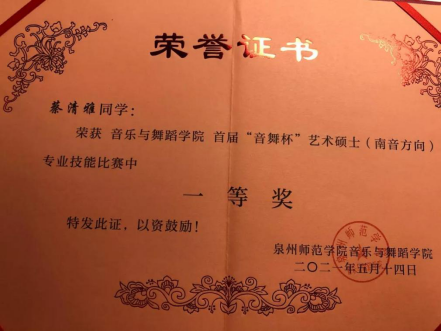 荣誉证书
蔡清雅同学：
荣获 音乐与舞蹈学院 首届“音舞杯”艺术硕士（南音方向）
专业技能比赛中
一等奖
特发此证，以资鼓励！
泉州师范学院音乐与舞蹈学院
二〇二一年五月十四日